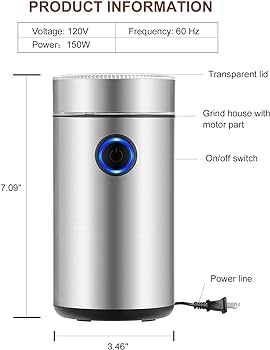 PRODUCT INFORMATION
Voltage: 120V
Frequency: 60 Hz
Power: 150W
Transparent lid
Grind house with
motor part
On/off switch
7.09"
Power line
3.46"